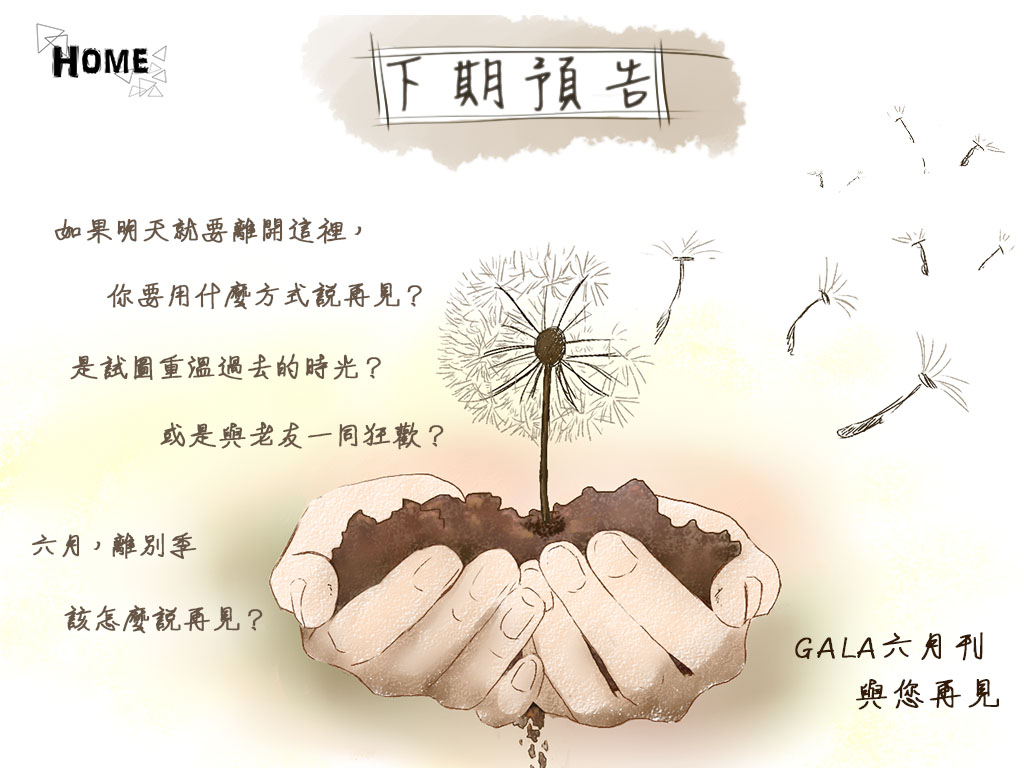 HOME
下期預告
如果明天就要離開這裡，
你要用什麼方式說再見？
是試圖重溫過去的時光？
或是與老友一同狂歡？
六月，離別季
該怎麼說再見？
GALA六月刊
與您再見